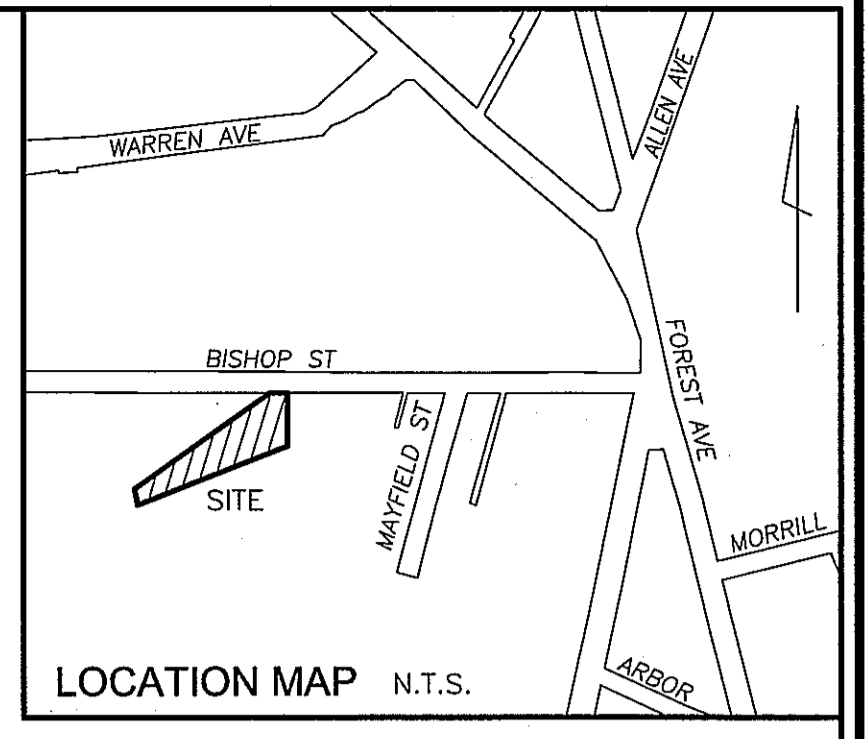 ALLEN AVE
WARREN AVE
FOREST AVE
BISHOP ST
MAYFIELD ST
SITE
MORRILL
ARBOR
LOCATION MAP N.T.S.